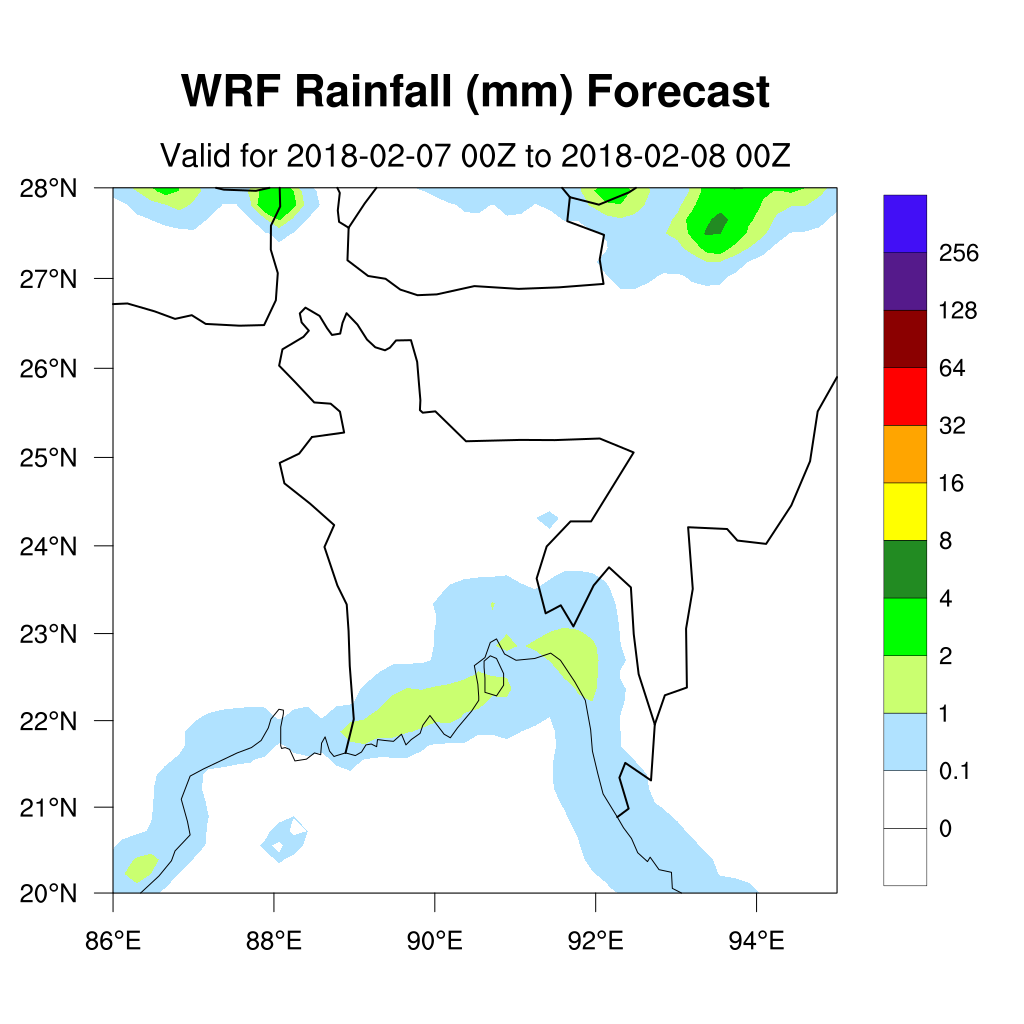 WRF Rainfall (mm) Forecast
Valid for 2018-02-07 00Z to 2018-02-08 00Z
28°N
27°N
26°N
25°N
24°N
23°N
22°N
21°N
20°N
86°E 88°E 90°E 92°E 94°E
256
128
64
32
16
8
4
2
1
0.1
0